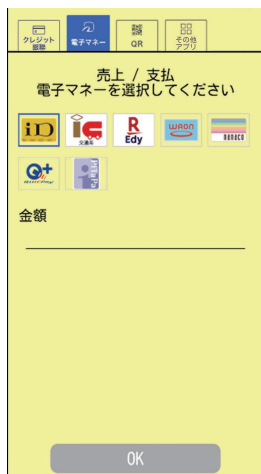 クレジット
銀聯
電子マネー
QR
その他
アプリ
売上 / 支払
電子マネーを選択してください
iD
交通系
R
Edy
WAON
nanaco
Q+
PiTaPa
金額
OK